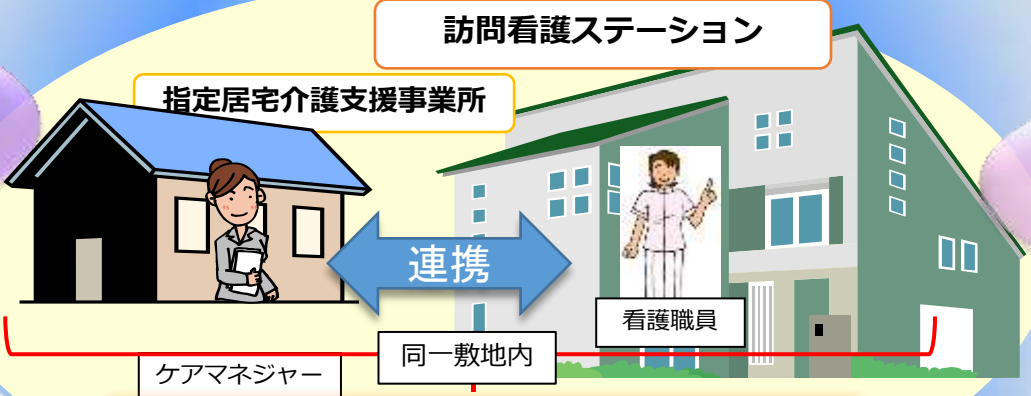 訪問看護ステーション
指定居宅介護支援事業所
連携
看護職員
同一敷地内
ケアマネジャー